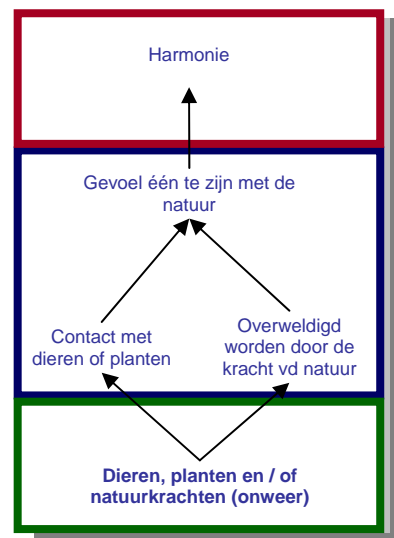 Harmonie
Gevoel één te zijn met de
natuur
Contact met
dieren of planten
Overweldigd
worden door de
kracht vd natuur
Dieren, planten en / of
natuurkrachten (onweer)